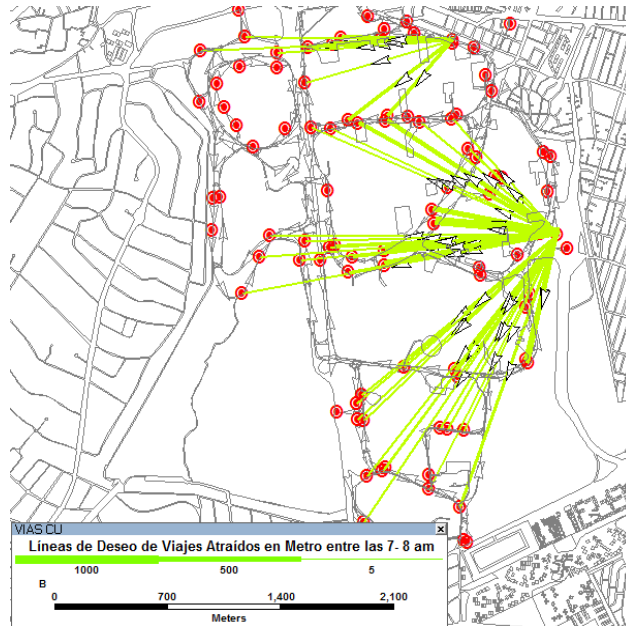 VIAS CU
Líneas de Deseo de Viajes Atraídos en Metro entre las 7- 8 am
1000 500 5
B
0 700 1,400 2,100
Meters